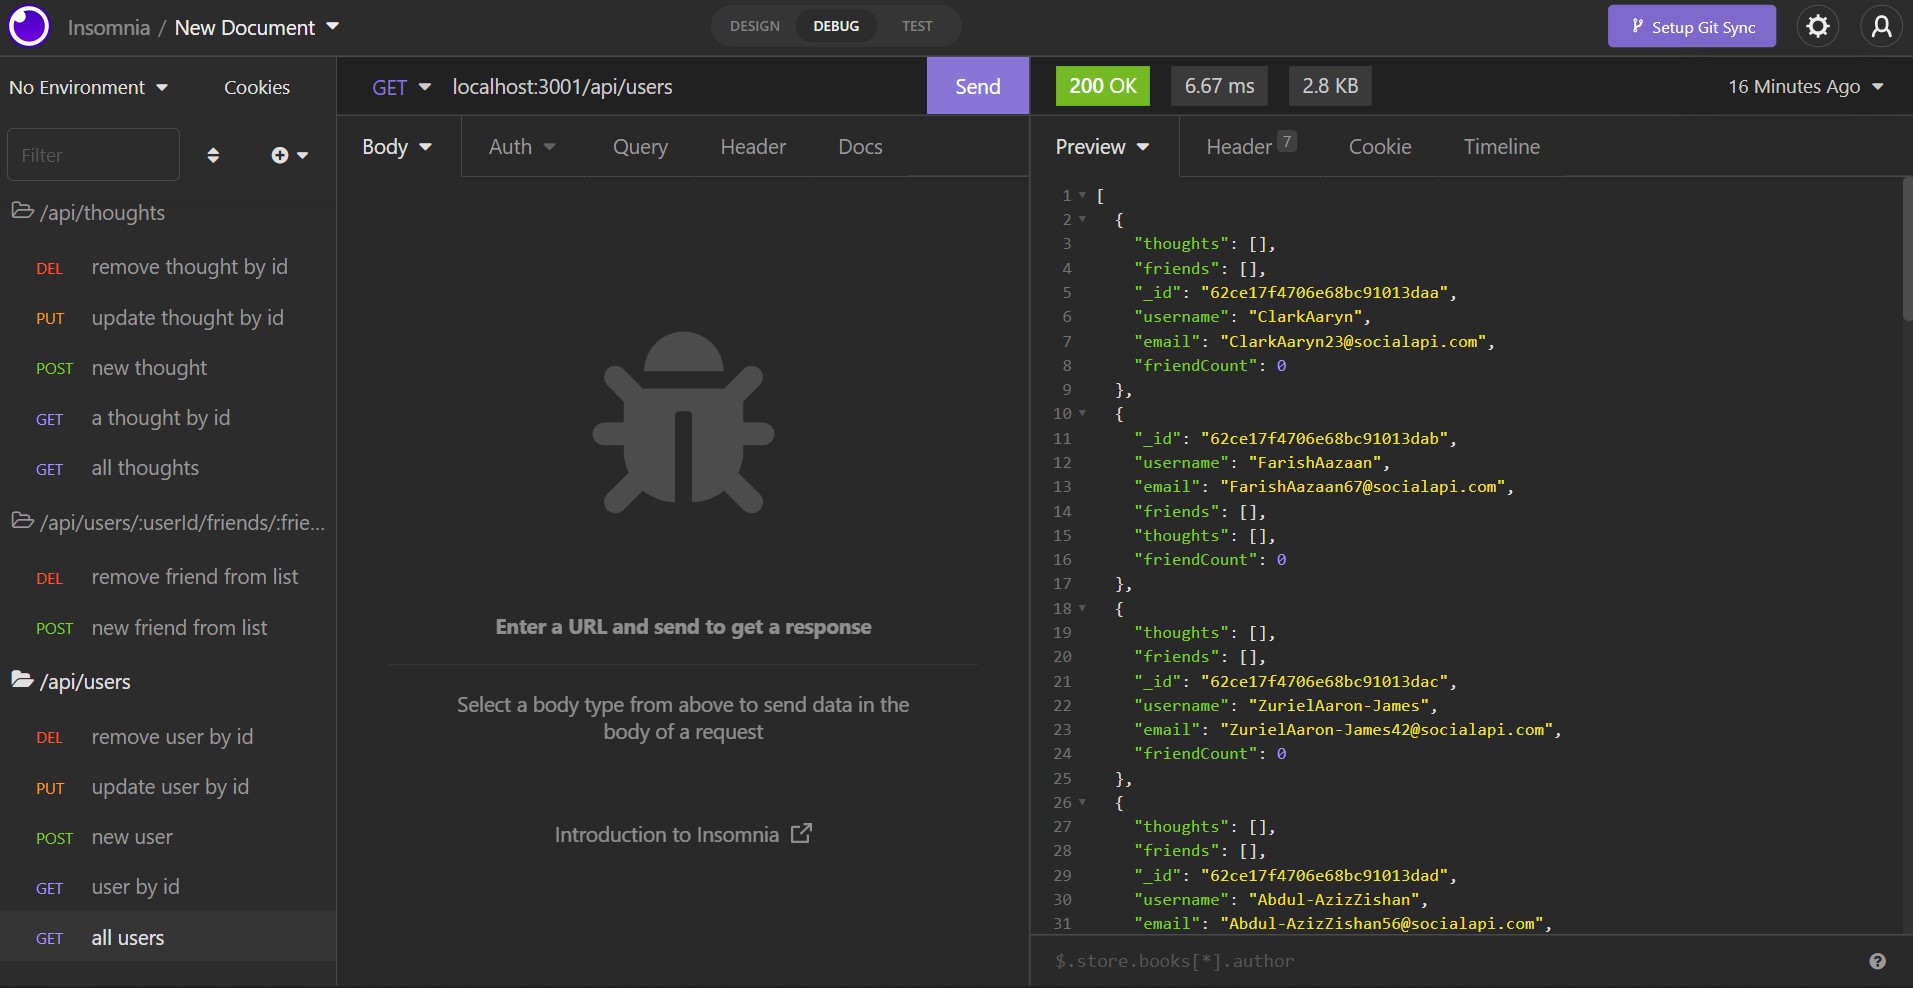 Insomnia / New Document
DESIGN DEBUG TEST
Setup Git Sync
No Environment Cookies
Filter
/api/thoughts
DEL remove thought by id
PUT update thought by id
POST new thought
GET a thought by id
GET all thoughts
/api/users/:userId/friends/:frie...
DEL remove friend from list
POST new friend from list
/api/users
DEL remove user by id
PUT update user by id
POST new user
GET user by id
GET all users
GET localhost:3001/api/users Send
Body Auth Query Header Docs
Enter a URL and send to get a response
Select a body type from above to send data in the
body of a request
Introduction to Insomnia
200 OK 6.67 ms 2.8 KB 16 Minutes Ago
Preview Header 7 Cookie Timeline
1 [
2 {
3 "thoughts": [],
4 "friends": [],
5 "_id": "62ce17f4706e68bc91013daa",
6 "username": "ClarkAaryn",
7 "email": "ClarkAaryn23@socialapi.com",
8 "friendCount": 0
9 },
10 {
11 "_id": "62ce17f4706e68bc91013dab",
12 "username": "FarishAazaan",
13 "email": "FarishAazaan67@socialapi.com",
14 "friends": [],
15 "thoughts": [],
16 "friendCount": 0
17 },
18 {
19 "thoughts": [],
20 "friends": [],
21 "_id": "62ce17f4706e68bc91013dac",
22 "username": "ZurielAaron-James",
23 "email": "ZurielAaron-James42@socialapi.com",
24 "friendCount": 0
25 },
26 {
27 "thoughts": [],
28 "friends": [],
29 "_id": "62ce17f4706e68bc91013dad",
30 "username": "Abdul-AzizZishan",
31 "email": "Abdul-AzizZishan56@socialapi.com",
$.store.books[*].author